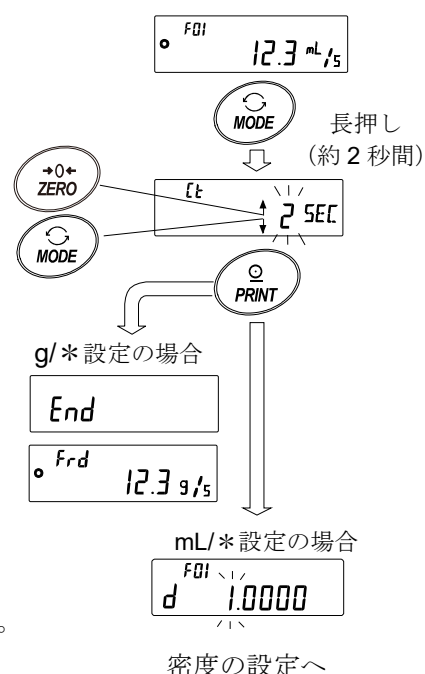 F01
12.3 mL/s
MODE
長押し
(約 2 秒間)
→0←
ZERO
Ct
2 SEC
MODE
PRINT
g/＊設定の場合
End
Frd
12.3 g/s
mL/＊設定の場合
F01
d 1.0000
。
密度の設定へ